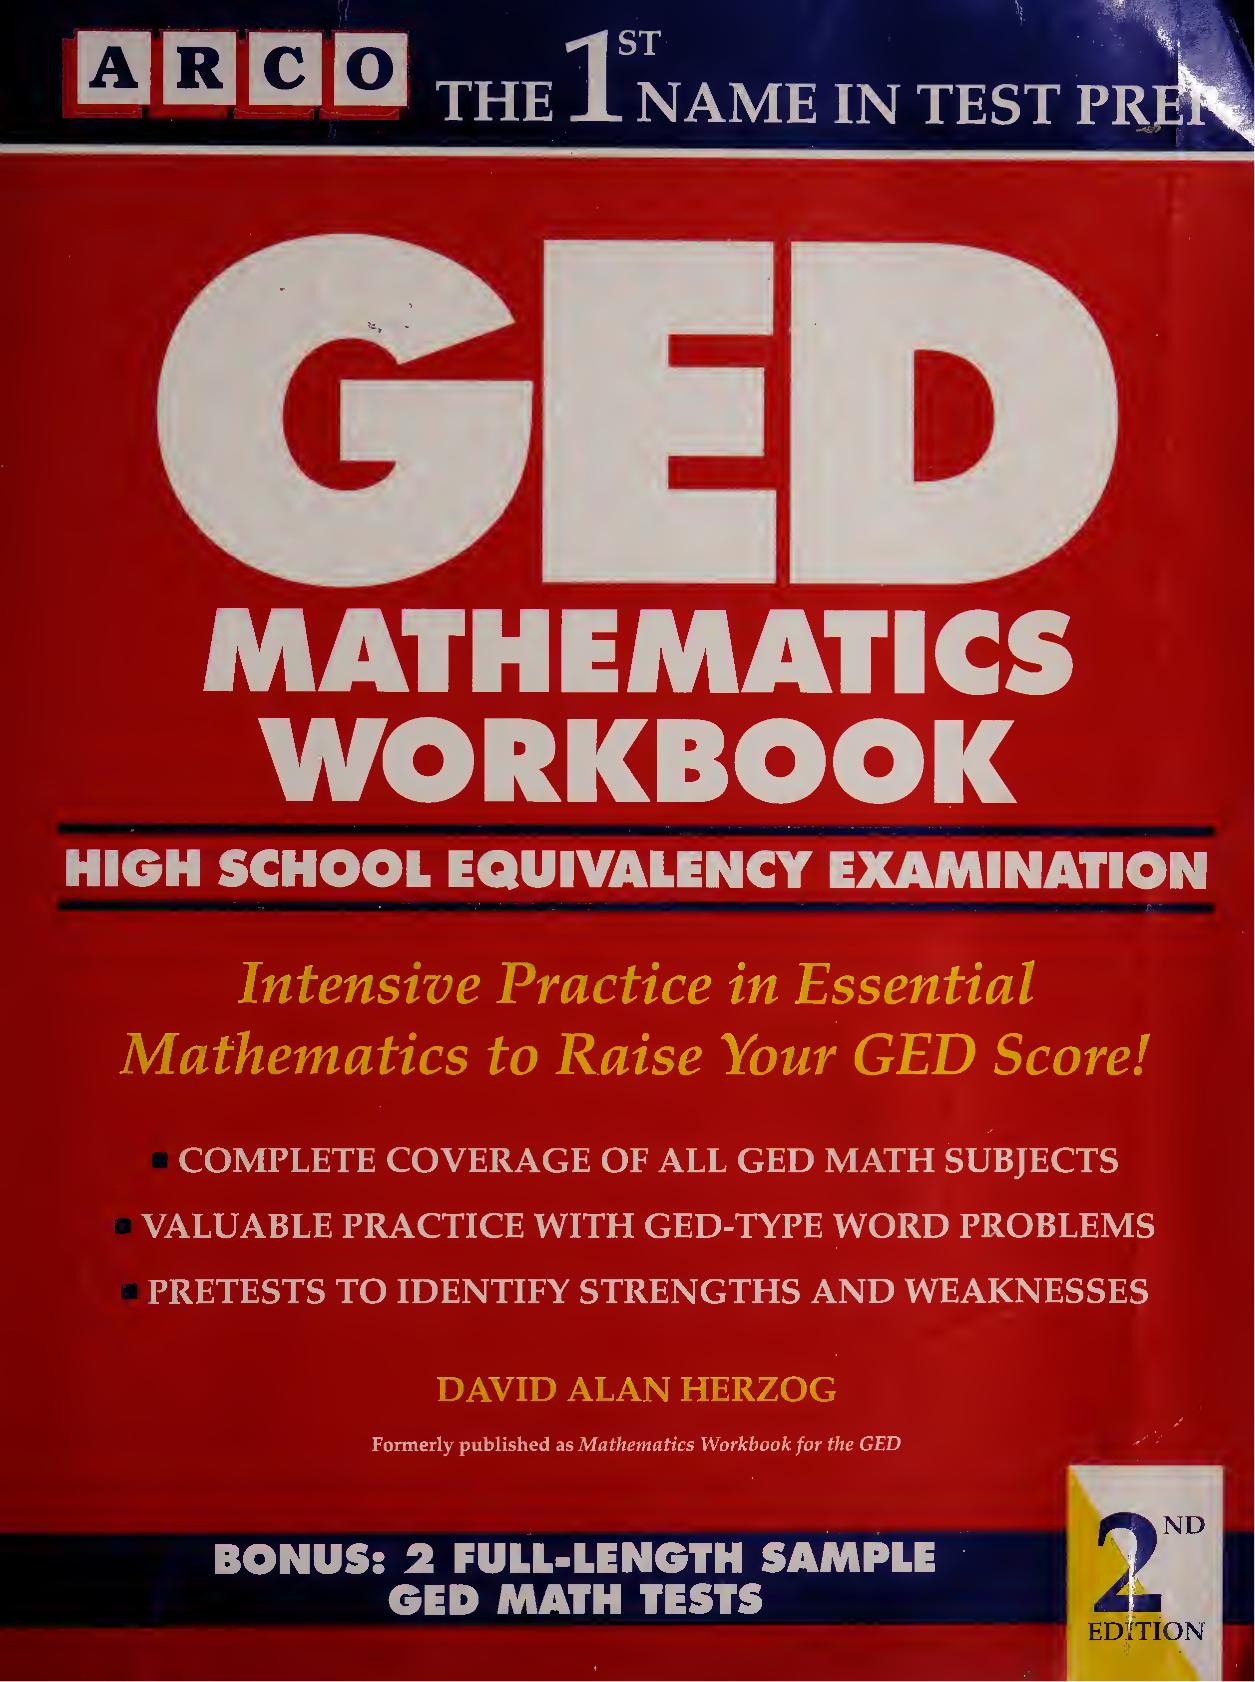 ARCO THE 1ST NAME IN TEST PREP
GED
MATHEMATICS
WORKBOOK
HIGH SCHOOL EQUIVALENCY EXAMINATION
Intensive Practice in Essential
Mathematics to Raise Your GED Score!
▪ COMPLETE COVERAGE OF ALL GED MATH SUBJECTS
▪ VALUABLE PRACTICE WITH GED-TYPE WORD PROBLEMS
▪ PRETESTS TO IDENTIFY STRENGTHS AND WEAKNESSES
DAVID ALAN HERZOG
Formerly published as Mathematics Workbook for the GED
BONUS: 2 FULL-LENGTH SAMPLE
GED MATH TESTS
2ND
EDITION